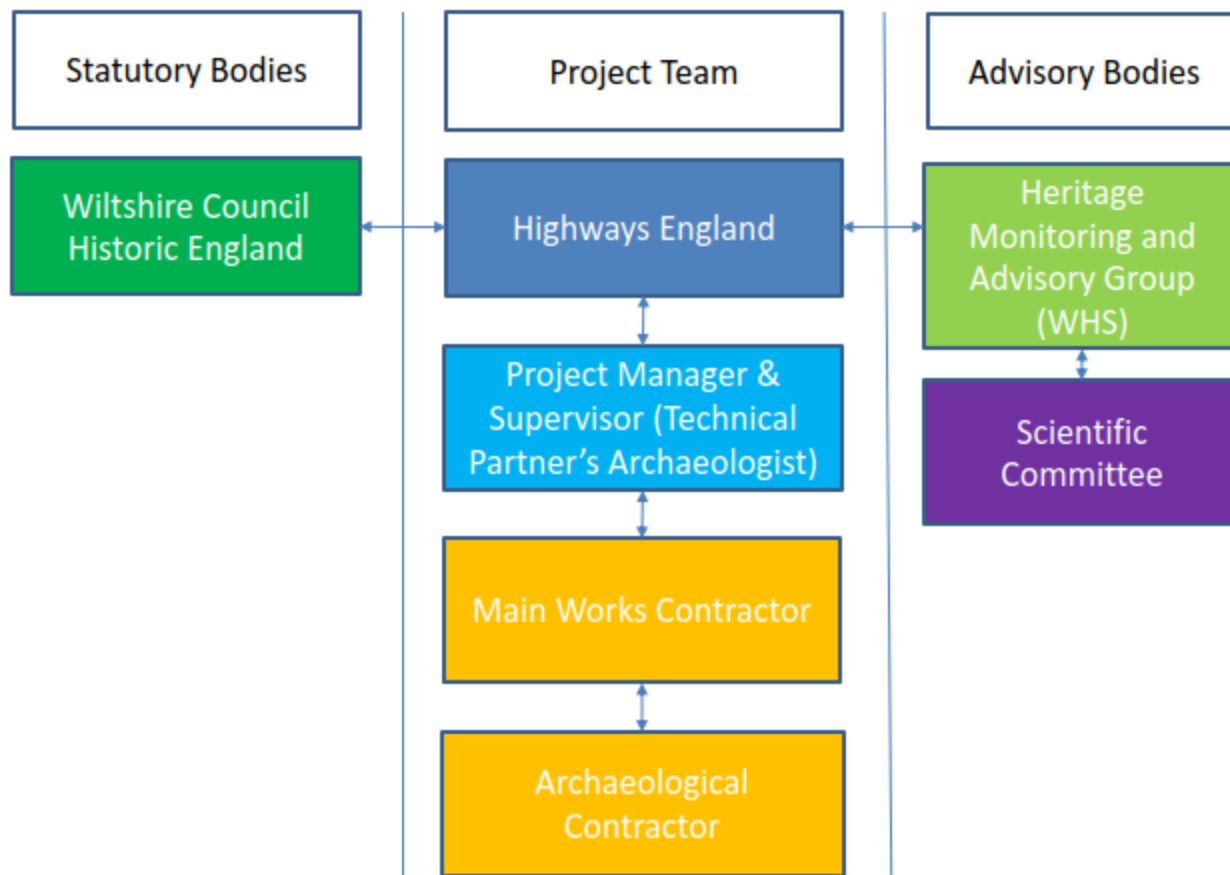 Statutory Bodies
Project Team
Advisory Bodies
Wiltshire Council
Historic England
Highways England
Heritage
Monitoring and
Advisory Group
(WHS)
Project Manager &
Supervisor (Technical
Partner’s Archaeologist)
Scientific
Committee
Main Works Contractor
Archaeological
Contractor